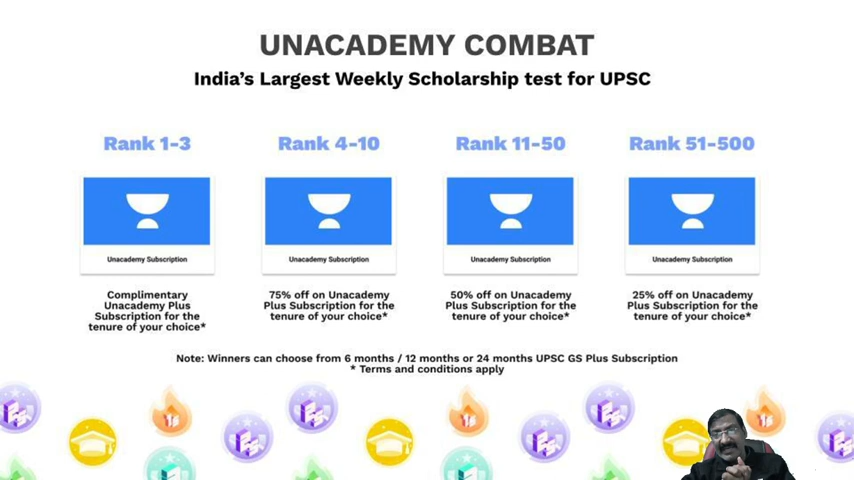 UNACADEMY COMBAT
India's Largest Weekly Scholarship test for UPSC
Rank 1-3
Rank 4-10
Rank 11-50
Rank 51-500
Unacademy Subscription
Unacademy Subscription
Unacademy Subscription
Unacademy Subscription
Complimentary
Unacademy Plus
Subscription for the
tenure of your choice*
75% off on Unacademy
Plus Subscription for the
tenure of your choice*
50% off on Unacademy
Plus Subscription for the
tenure of your choice*
25% off on Unacademy
Plus Subscription for the
tenure of your choice*
Note: Winners can choose from 6 months / 12 months or 24 months UPSC GS Plus Subscription
* Terms and conditions apply